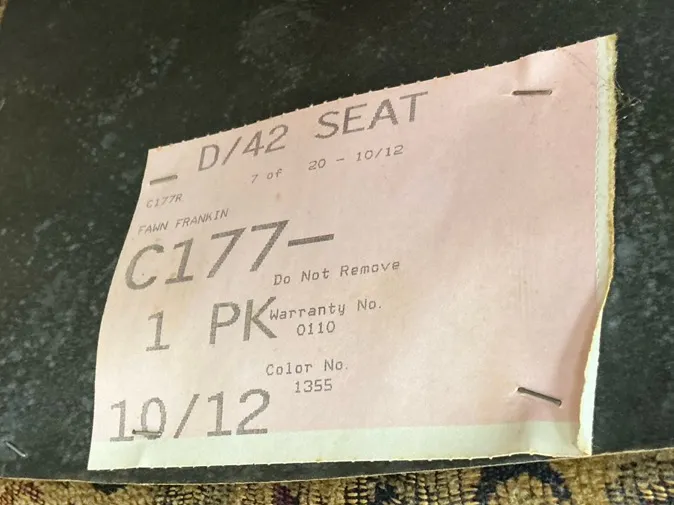 D/42 SEAT
7 of 20 - 10/12
C177R
FAWN FRANKIN
C177—
Do Not Remove
1 PK
Warranty No.
0110
Color No.
1355
10/12